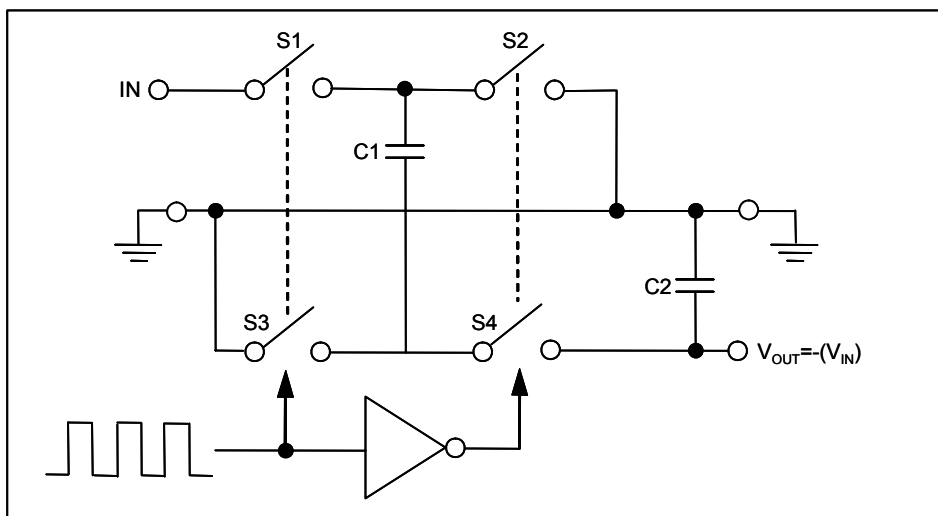 S1
S2
IN
C1
C2
S3
S4
VOUT=-(VIN)